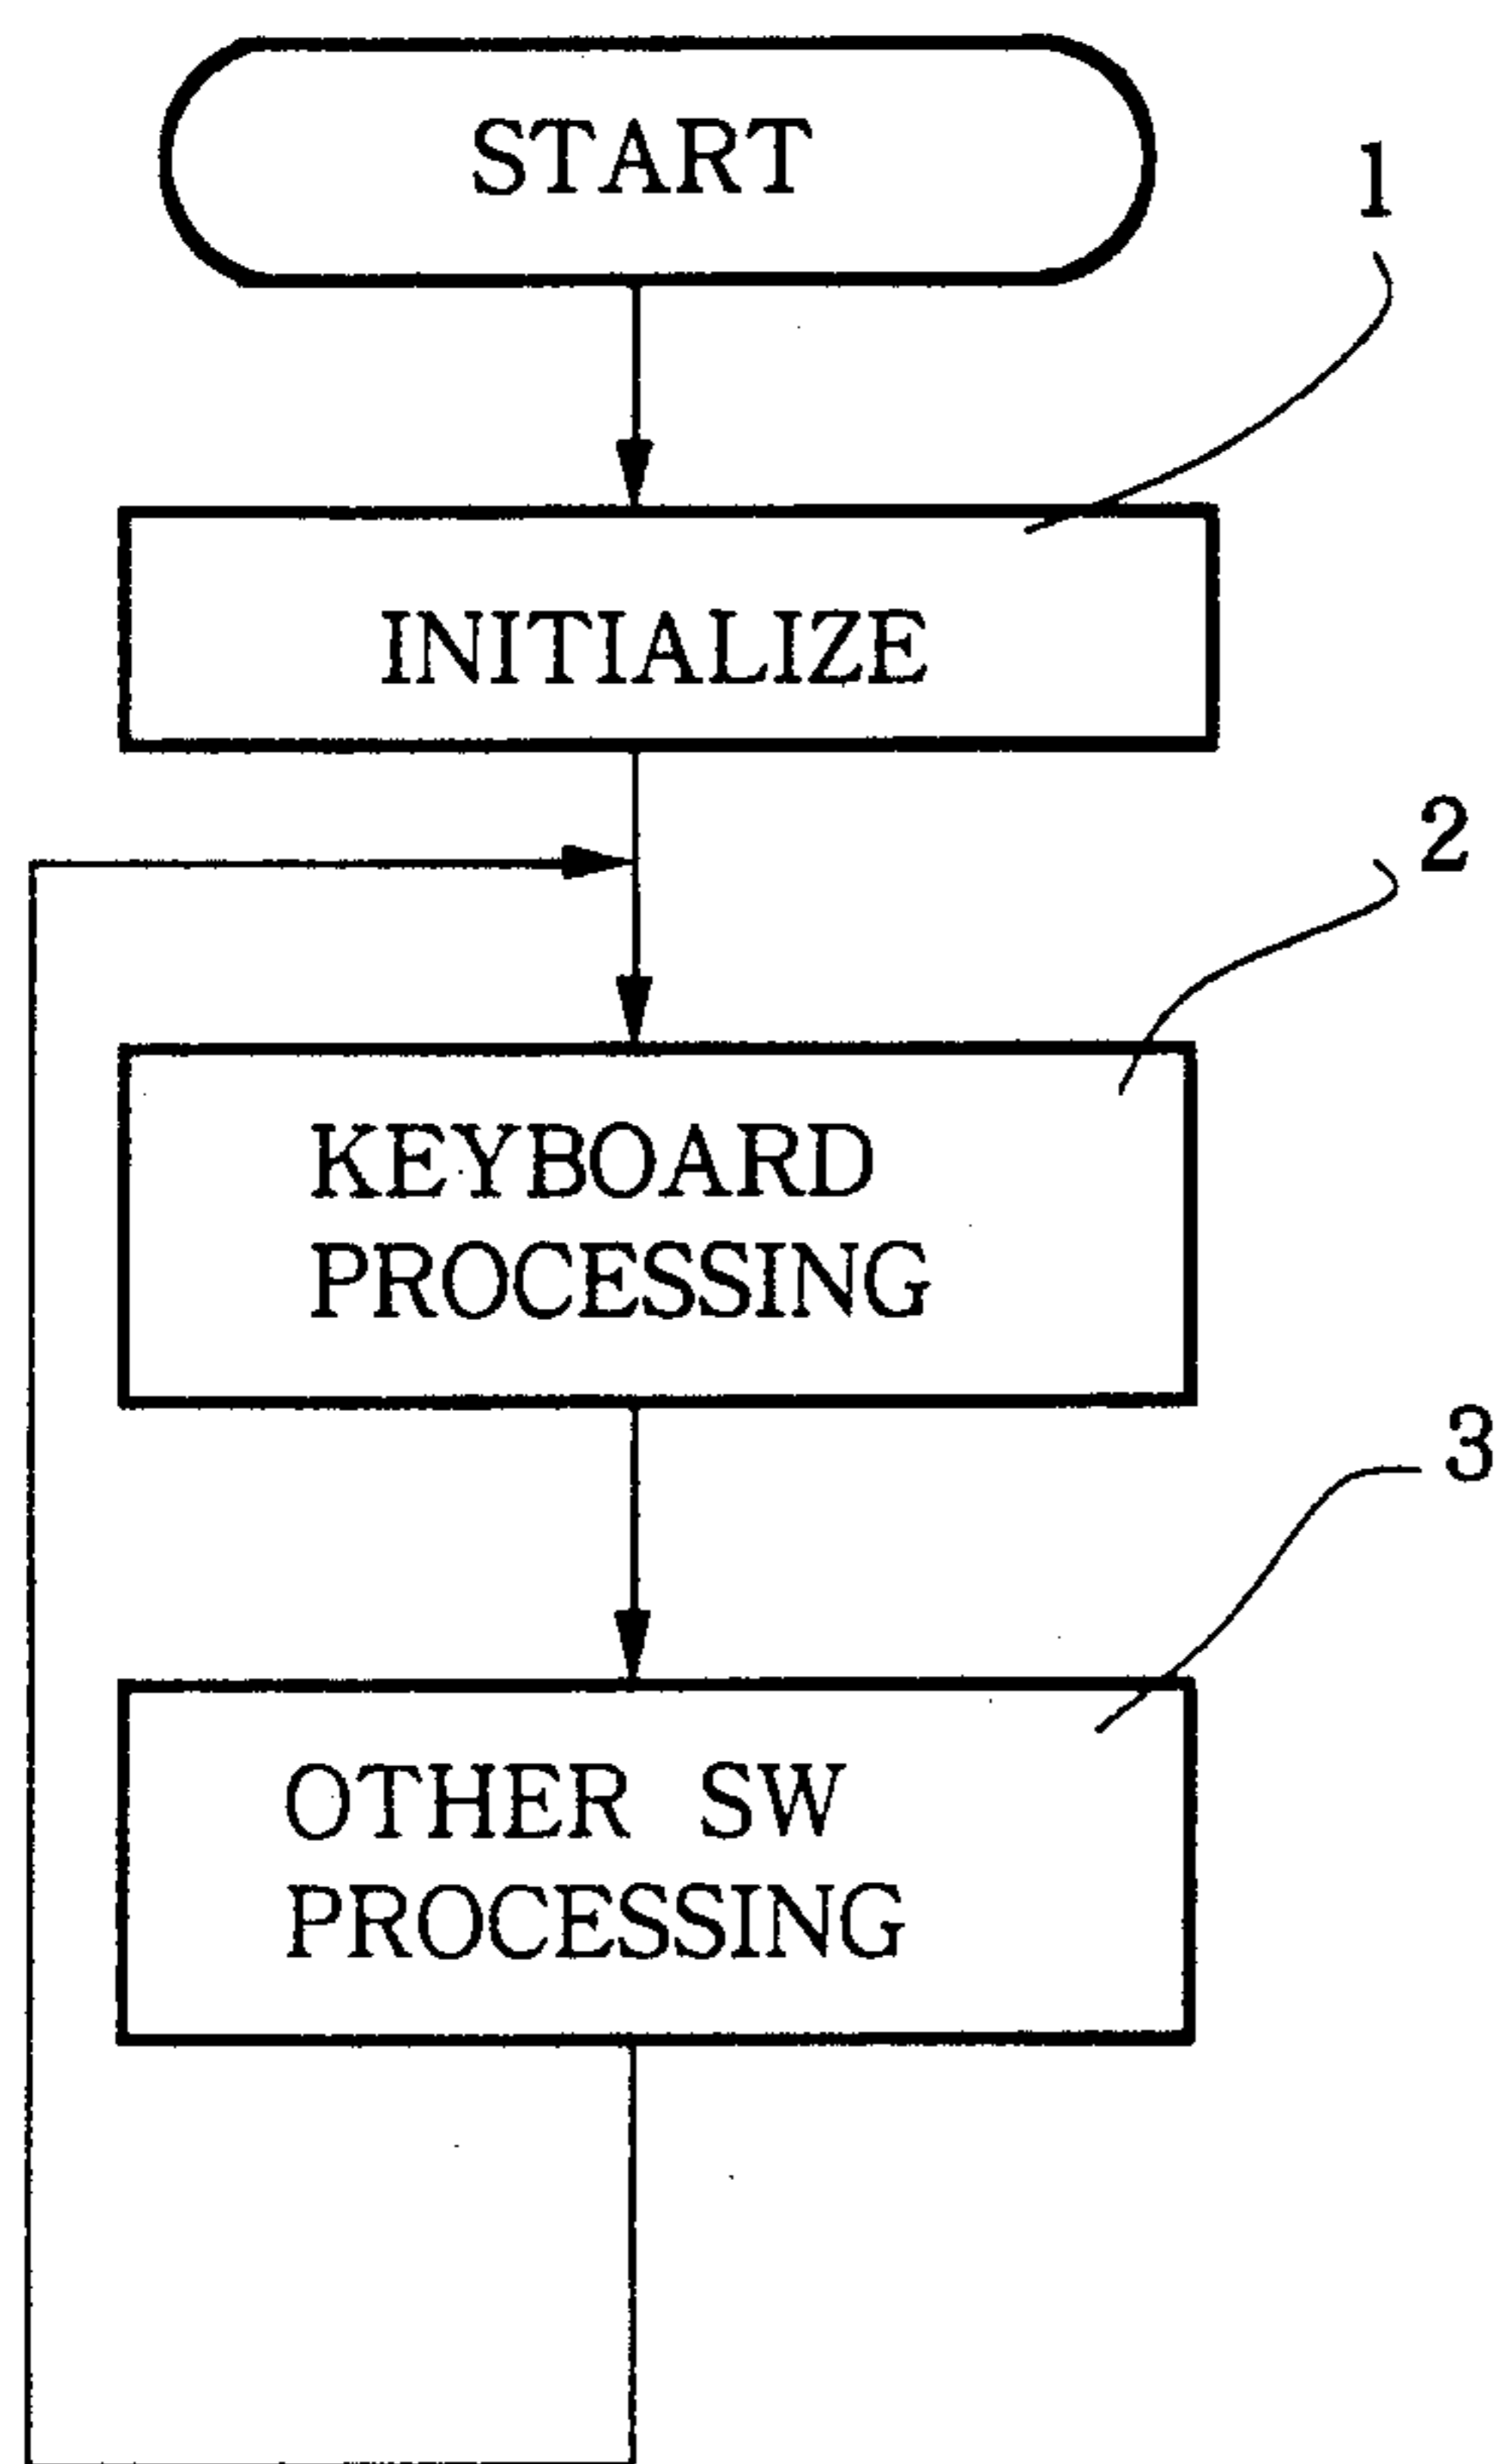 START
1
INITIALIZE
2
KEYBOARD
PROCESSING
3
OTHER SW
PROCESSING